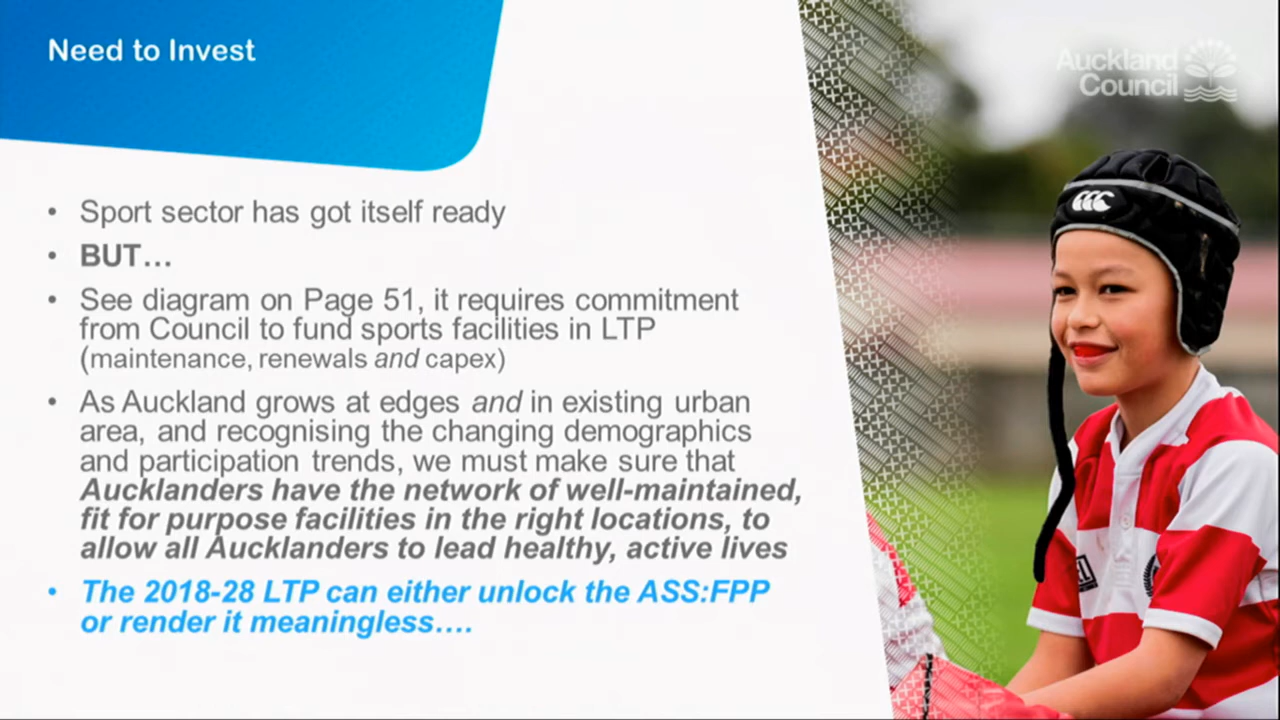 Need to Invest
Auckland
Council
• Sport sector has got itself ready
• BUT…
• See diagram on Page 51, it requires commitment
from Council to fund sports facilities in LTP
(maintenance, renewals and capex)
• As Auckland grows at edges and in existing urban
area, and recognising the changing demographics
and participation trends, we must make sure that
Aucklanders have the network of well-maintained,
fit for purpose facilities in the right locations, to
allow all Aucklanders to lead healthy, active lives
• The 2018-28 LTP can either unlock the ASS:FPP
or render it meaningless….